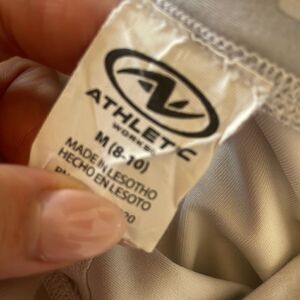 ATHLETIC
WORKS
M (8-10)
MADE IN LESOTHO
HECHO EN LESOTO